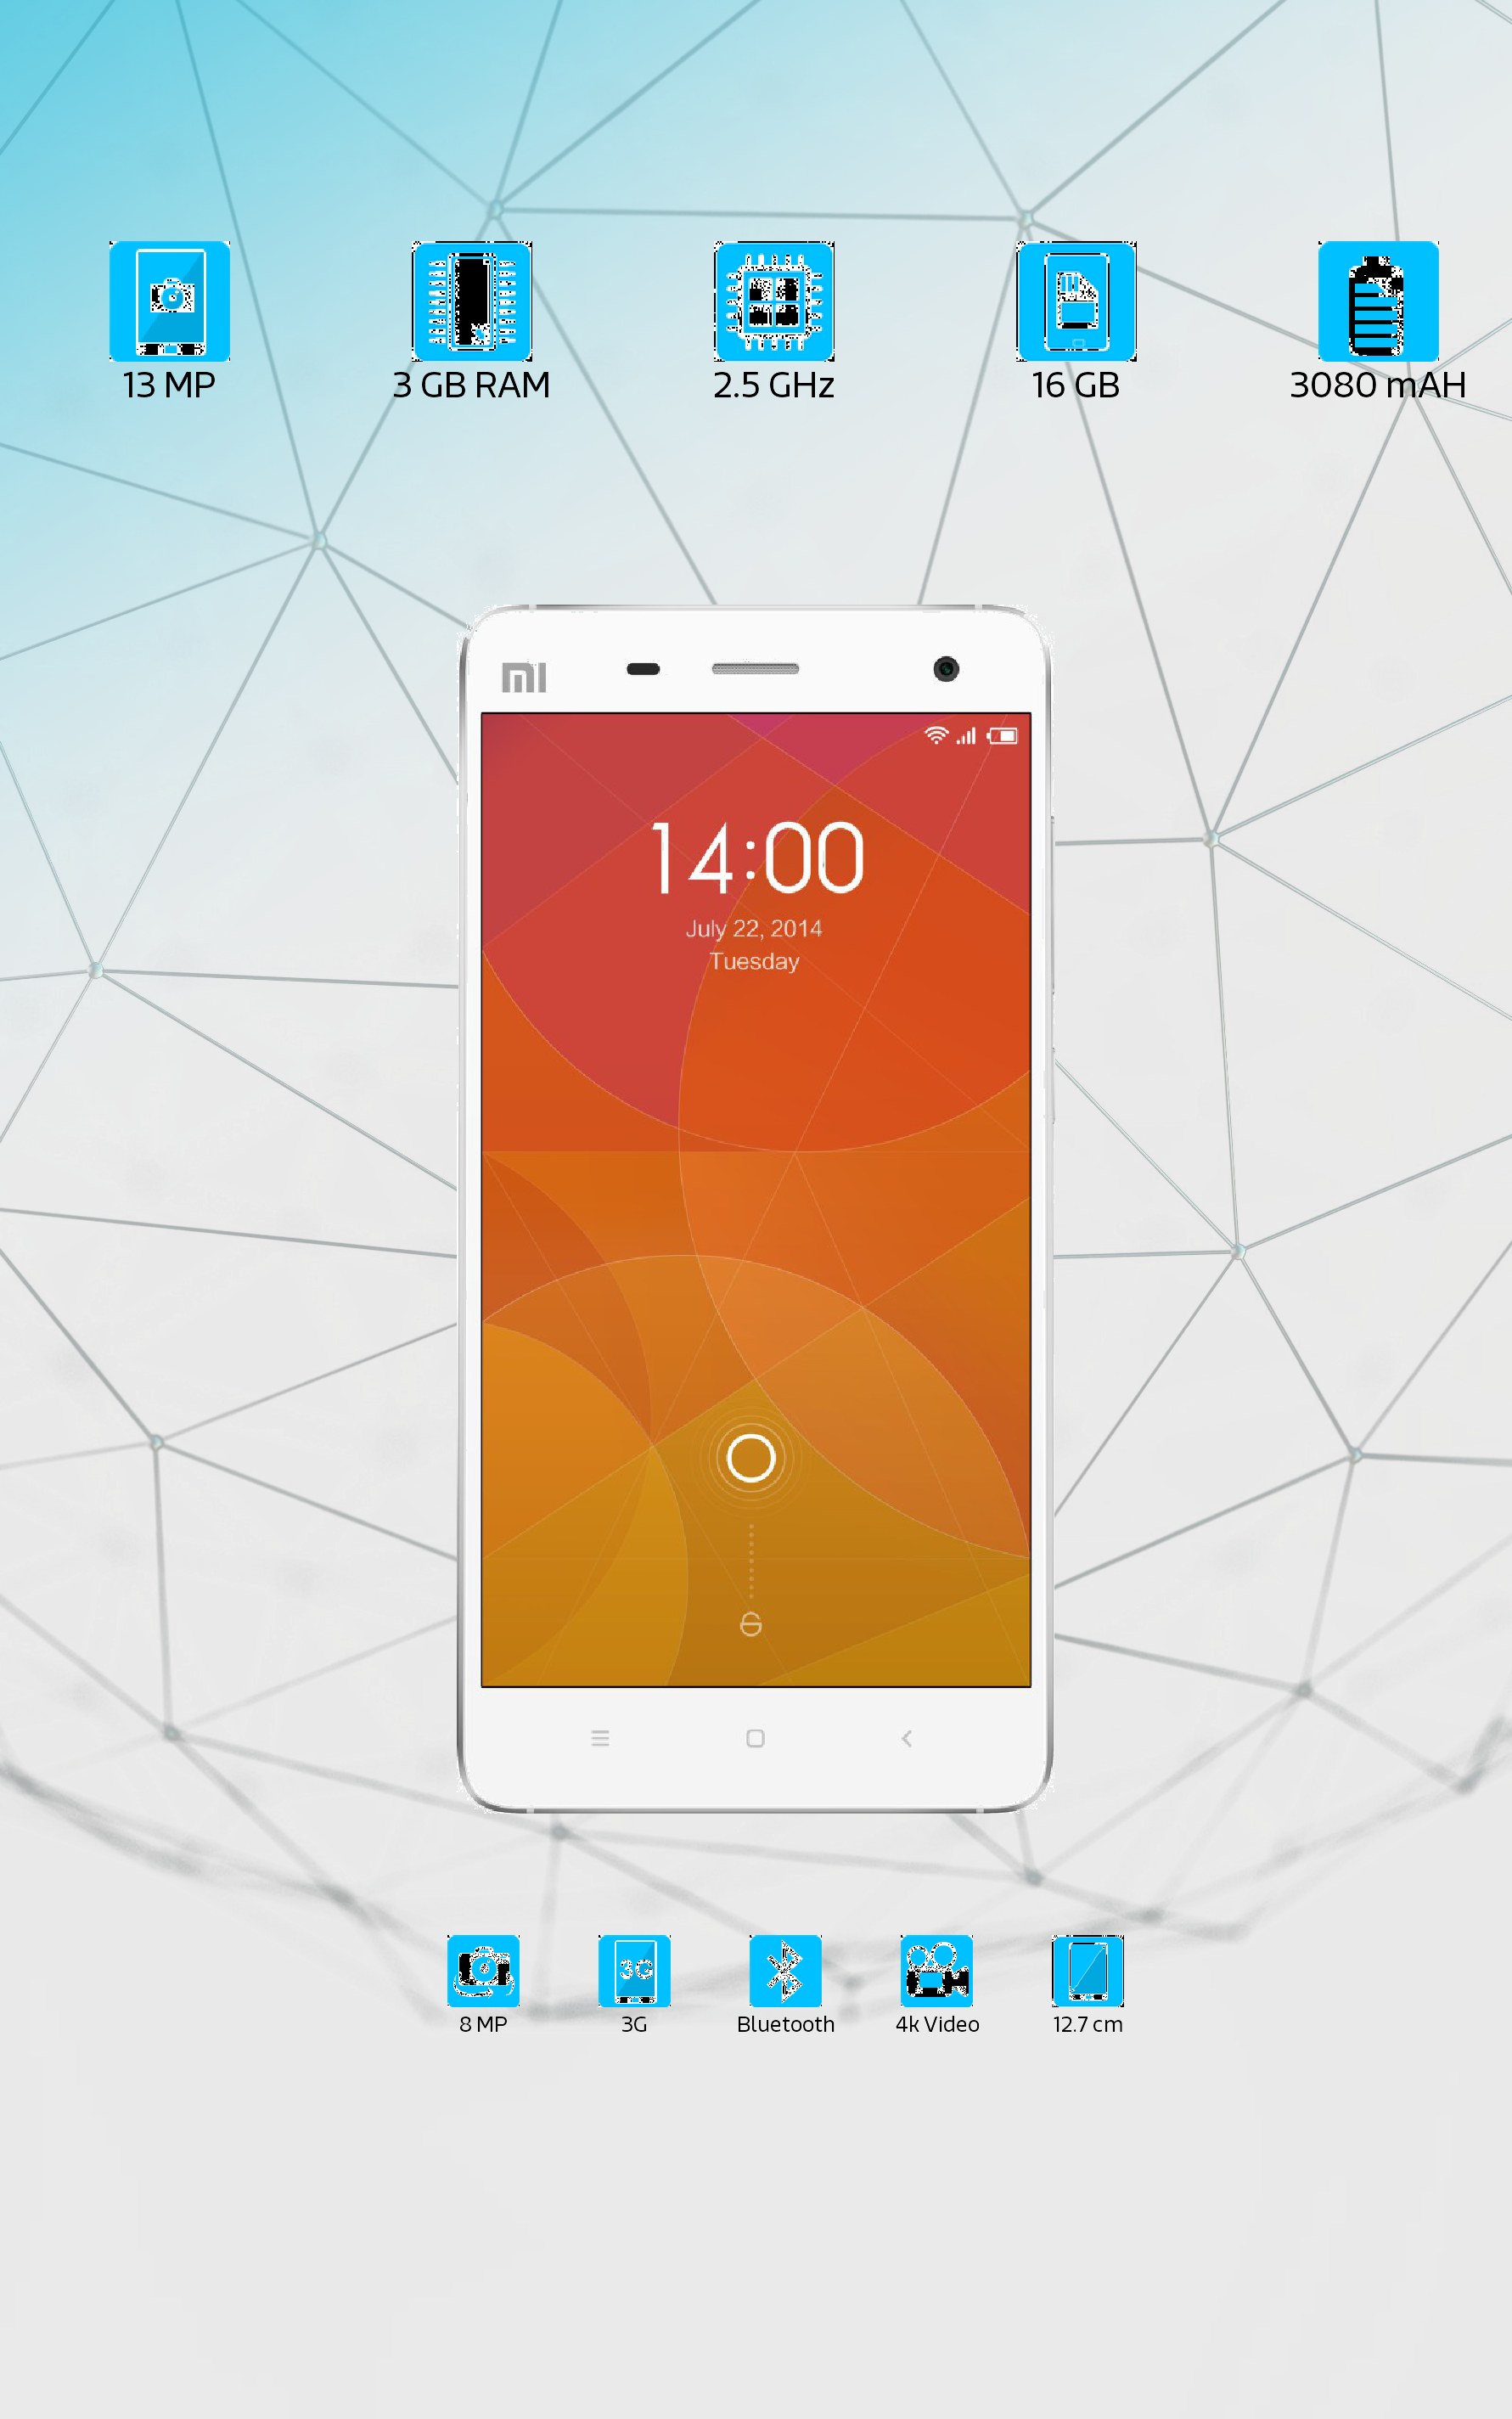 13 MP
3 GB RAM
2.5 GHz
16 GB
3080 mAH
mi
14:00
July 22, 2014
Tuesday
3G
8 MP
3G
Bluetooth
4k Video
12.7 cm